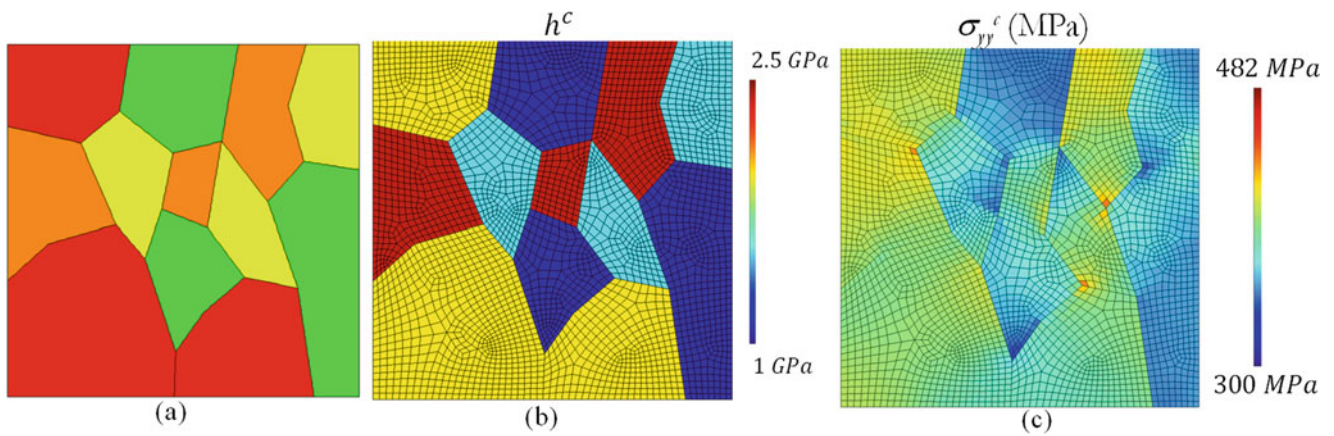 h^c
σ_yy^c (MPa)
2.5 GPa
482 MPa
1 GPa
300 MPa
(a)
(b)
(c)